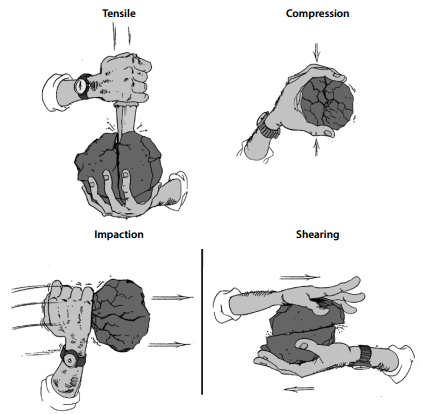 Tensile
Compression
Impaction
Shearing